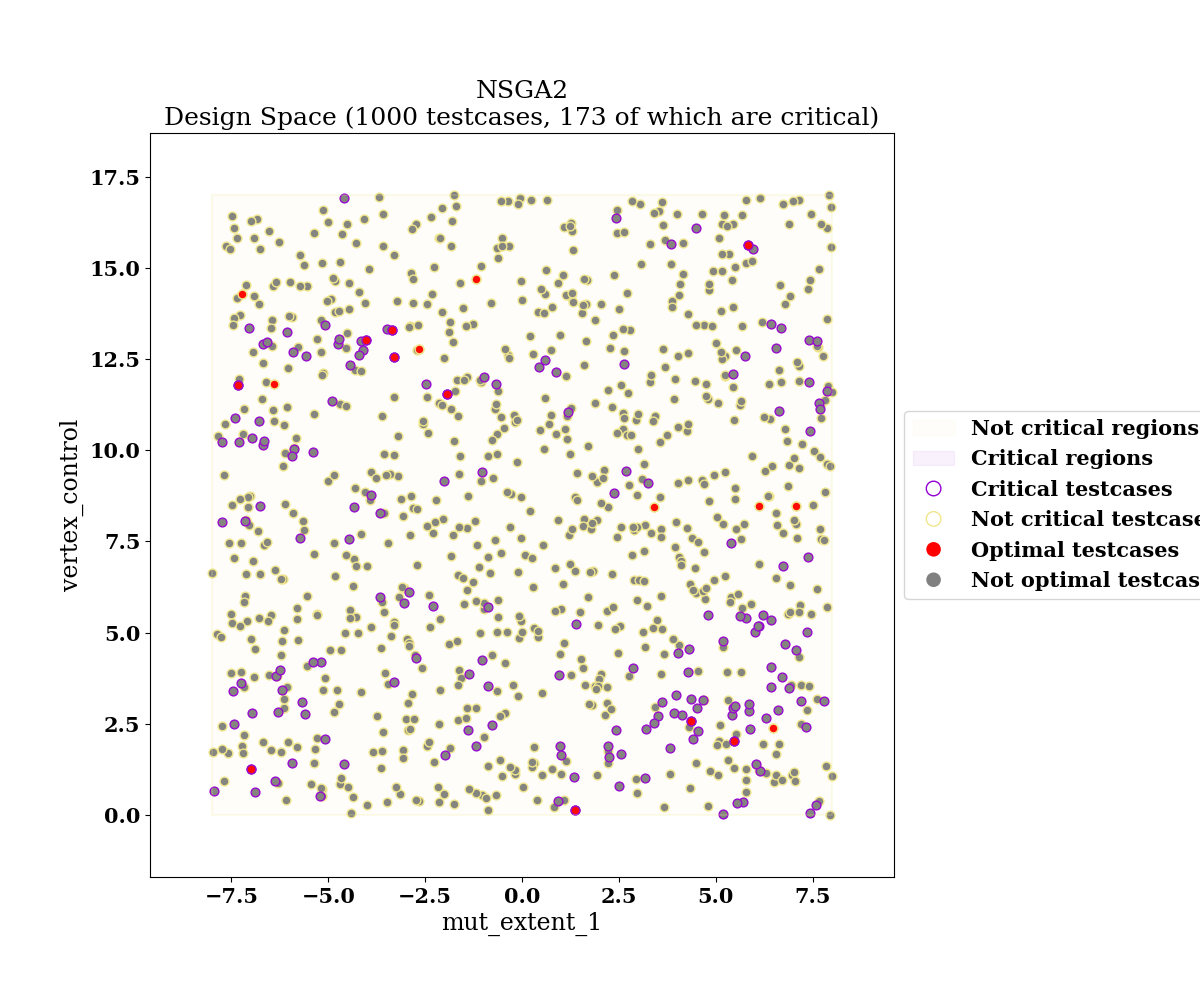 NSGA2
Design Space (1000 testcases, 173 of which are critical)
17.5
15.0
12.5
10.0
7.5
5.0
2.5
0.0
vertex_control
−7.5 −5.0 −2.5 0.0 2.5 5.0 7.5
mut_extent_1
Not critical regions
Critical regions
Critical testcases
Not critical testcase
Optimal testcases
Not optimal testcas